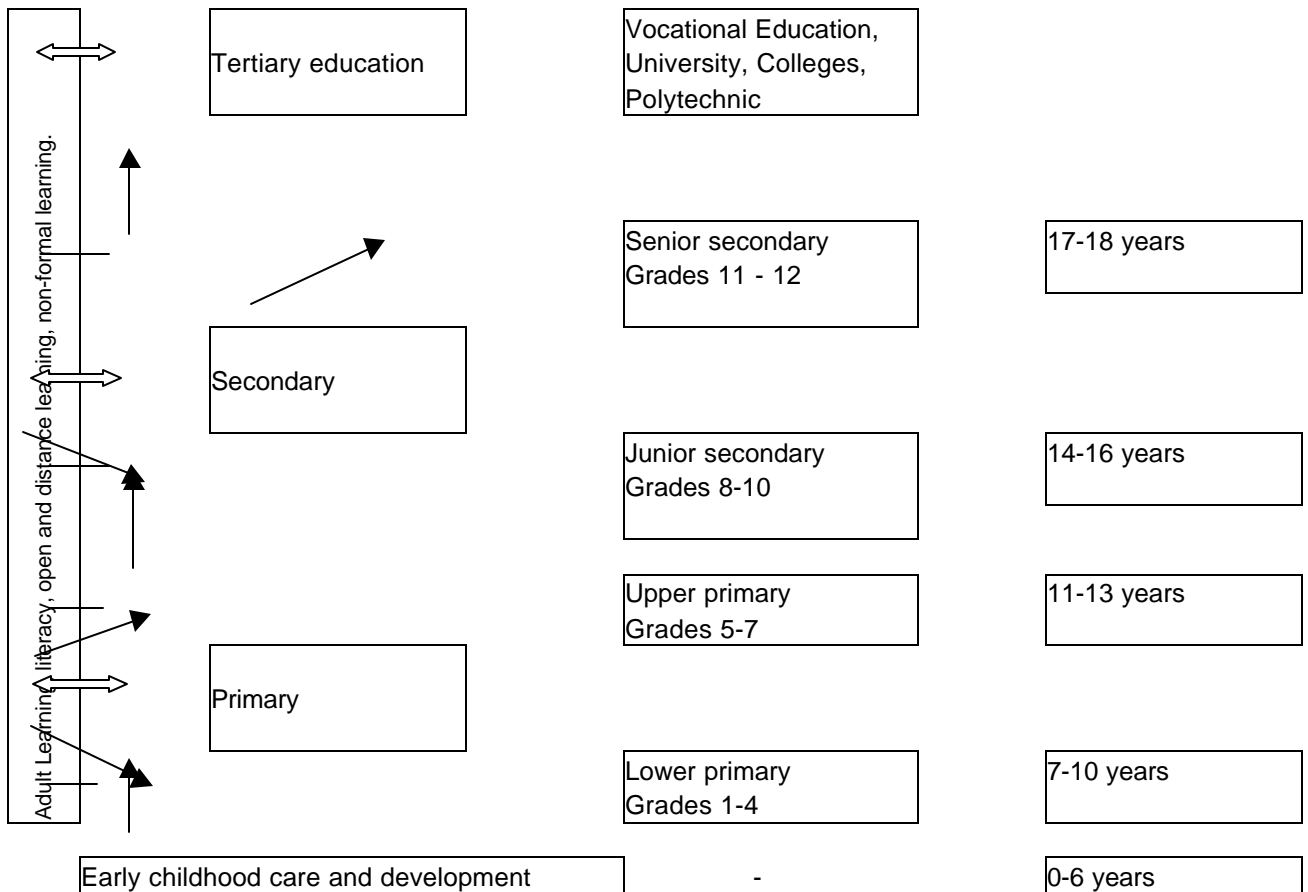 Tertiary education
Vocational Education,
University, Colleges,
Polytechnic
Adult Learning literacy, open and distance learning, non-formal learning.
Senior secondary
Grades 11 - 12
17-18 years
Secondary
Junior secondary
Grades 8-10
14-16 years
Upper primary
Grades 5-7
11-13 years
Primary
Lower primary
Grades 1-4
7-10 years
Early childhood care and development
-
0-6 years